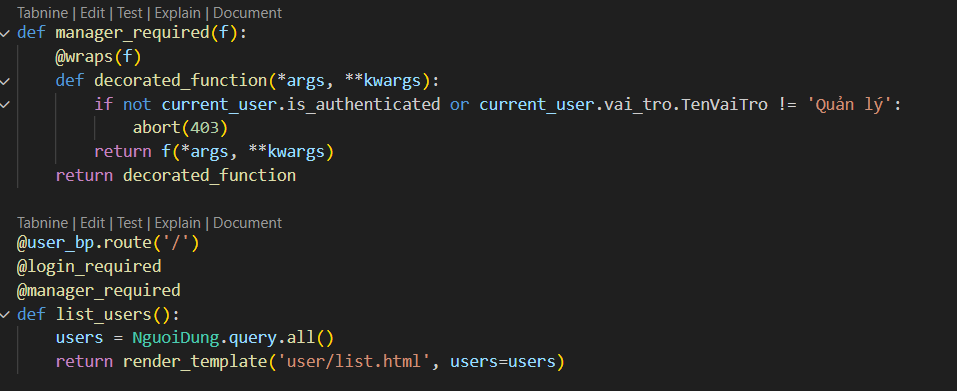 Tabnine | Edit | Test | Explain | Document
def manager_required(f):
    @wraps(f)
    def decorated_function(*args, **kwargs):
        if not current_user.is_authenticated or current_user.vai_tro.TenVaiTro != 'Quản lý':
            abort(403)
        return f(*args, **kwargs)
    return decorated_function
Tabnine | Edit | Test | Explain | Document
@user_bp.route('/')
@login_required
@manager_required
def list_users():
    users = NguoiDung.query.all()
    return render_template('user/list.html', users=users)